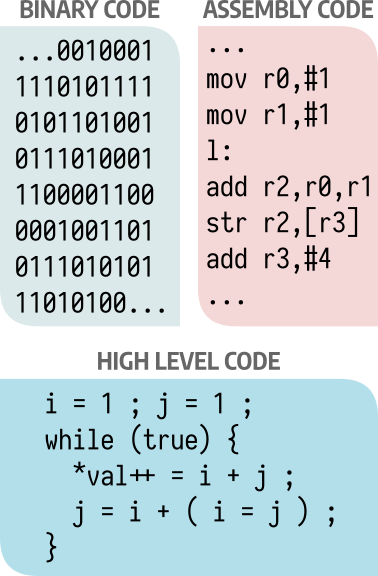 BINARY CODE
...0010001
1110101111
0101101001
0111010001
1100001100
0001001101
0111010101
11010100...
ASSEMBLY CODE
...
mov r0,#1
mov r1,#1
l:
add r2,r0,r1
str r2,[r3]
add r3,#4
...
HIGH LEVEL CODE
i = 1 ; j = 1 ;
while (true) {
*val++ = i + j ;
j = i + ( i = j ) ;
}